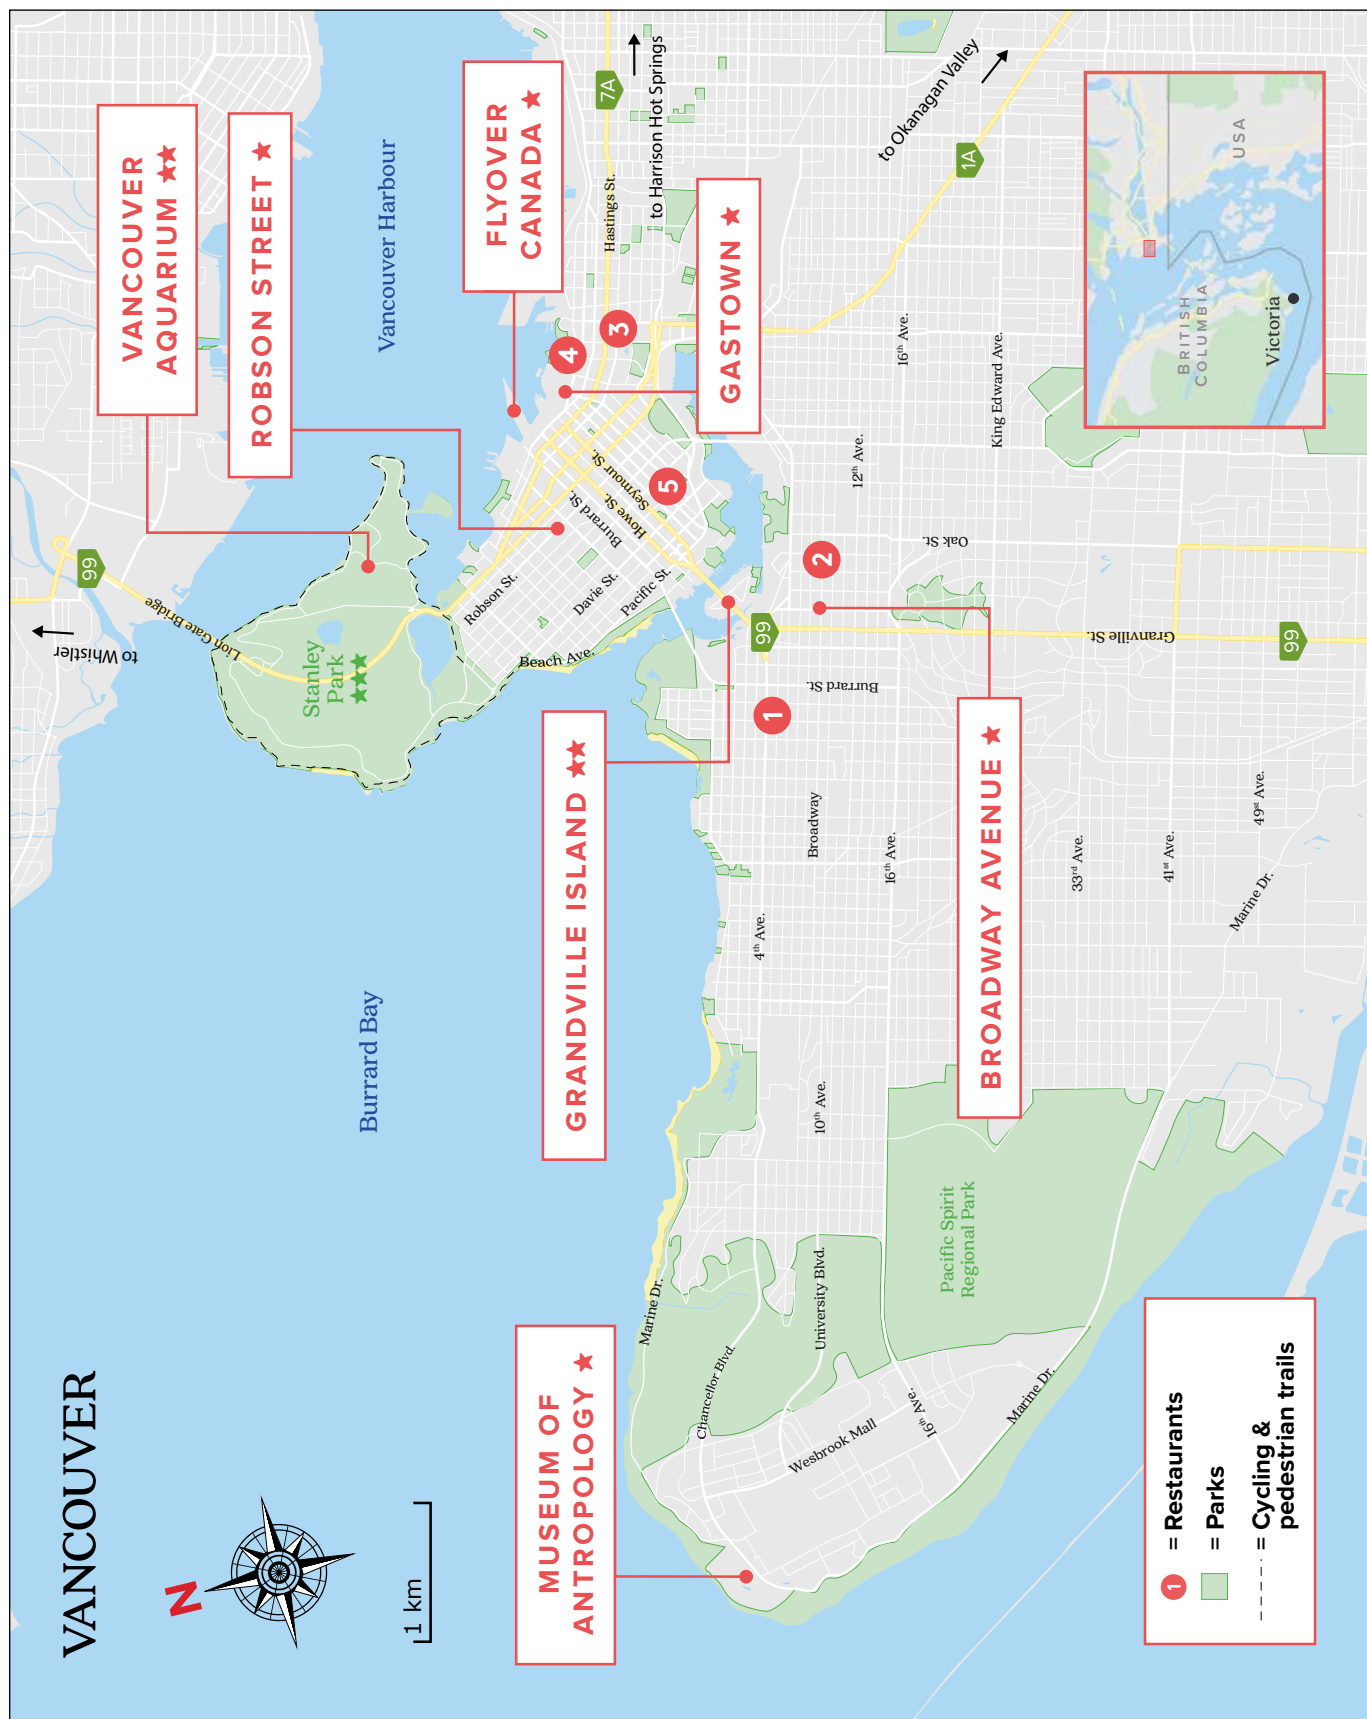 VANCOUVER
N
1 km
VANCOUVER
AQUARIUM ★★
ROBSON STREET ★
FLYOVER
CANADA ★
GASTOWN ★
GRANDVILLE ISLAND ★★
BROADWAY AVENUE ★
MUSEUM OF
ANTROPOLOGY ★
Vancouver Harbour
Burrard Bay
Stanley
Park
★★★
Pacific Spirit
Regional Park
to Whistler
Lion Gate Bridge
99
7A
to Harrison Hot Springs
Hastings St.
to Okanagan Valley
1A
4
3
5
2
1
Robson St.
Burrard St.
Howe St.
Seymour St.
Davie St.
Pacific St.
Beach Ave.
99
Burrard St.
Oak St.
Granville St.
99
12th Ave.
16th Ave.
King Edward Ave.
4th Ave.
Broadway
16th Ave.
33rd Ave.
41st Ave.
49st Ave.
Marine Dr.
10th Ave.
Marine Dr.
Chancellor Blvd.
University Blvd.
Wesbrook Mall
16th Ave.
Marine Dr.
BRITISH
COLUMBIA
USA
Victoria
1 = Restaurants
= Parks
= Cycling &
pedestrian trails